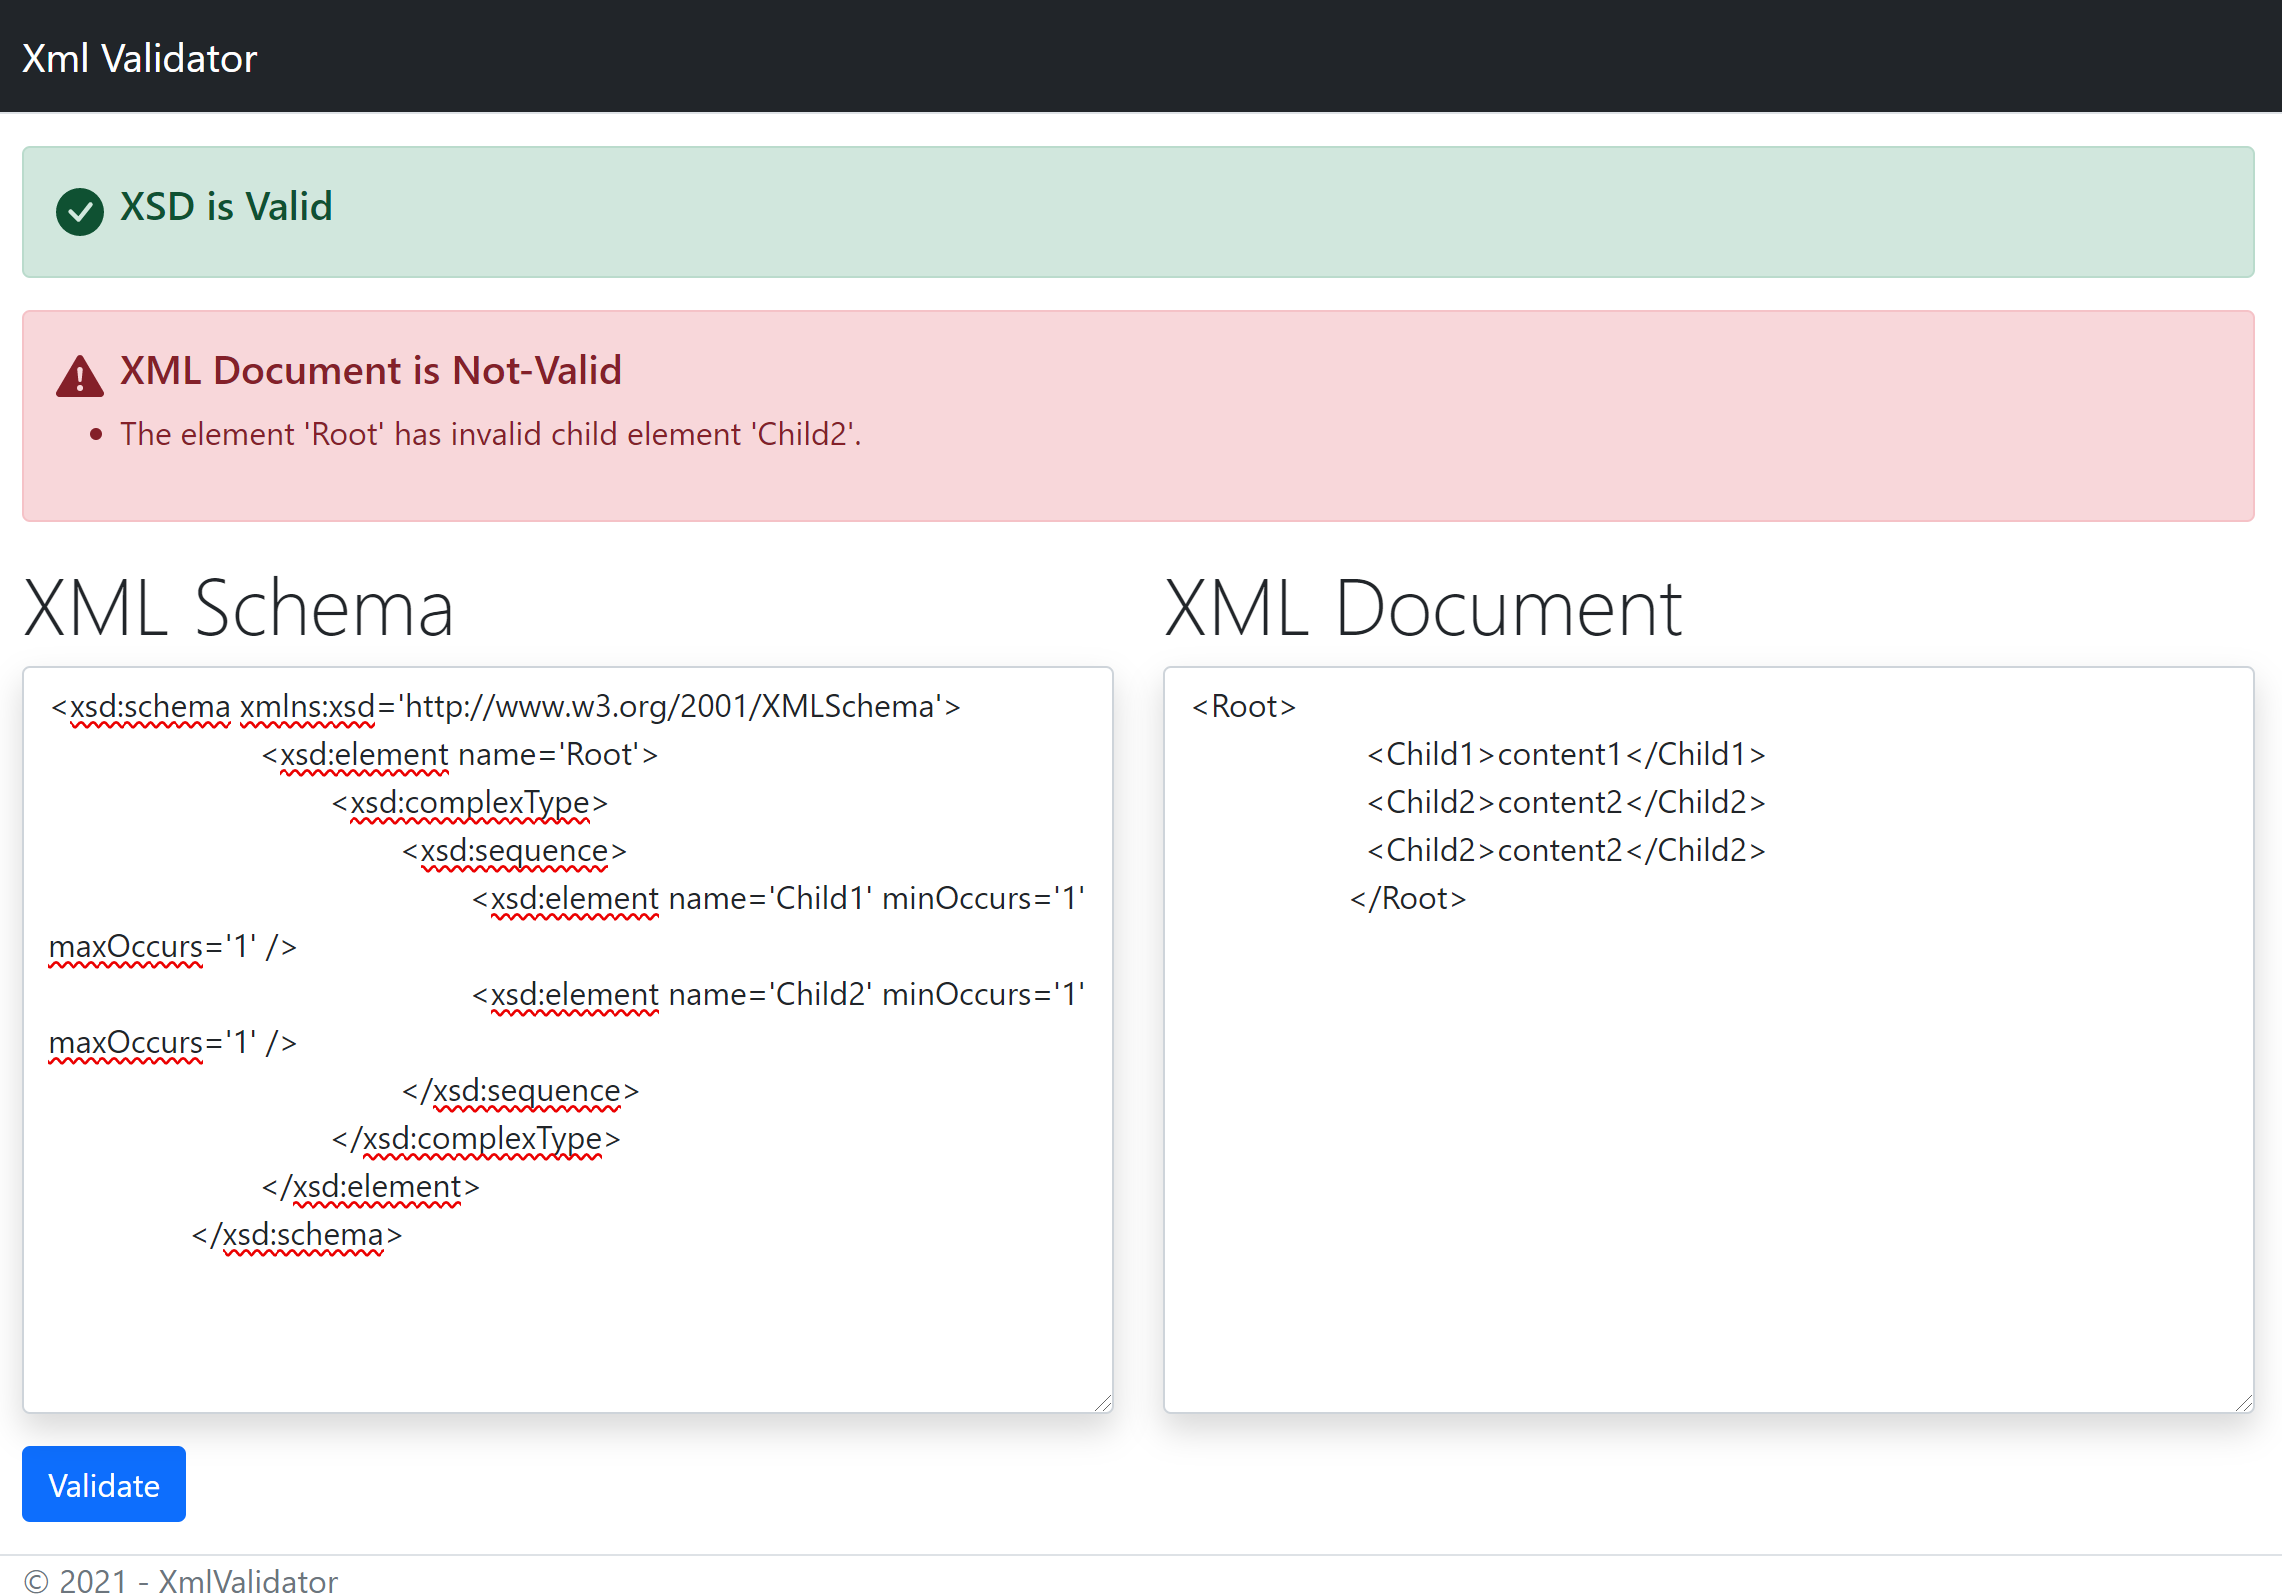 Xml Validator
XSD is Valid
XML Document is Not-Valid
The element 'Root' has invalid child element 'Child2'.
XML Schema
<xsd:schema xmlns:xsd='http://www.w3.org/2001/XMLSchema'>
<xsd:element name='Root'>
<xsd:complexType>
<xsd:sequence>
<xsd:element name='Child1' minOccurs='1'
maxOccurs='1' />
<xsd:element name='Child2' minOccurs='1'
maxOccurs='1' />
</xsd:sequence>
</xsd:complexType>
</xsd:element>
</xsd:schema>
XML Document
<Root>
<Child1>content1</Child1>
<Child2>content2</Child2>
<Child2>content2</Child2>
</Root>
Validate
© 2021 - XmlValidator